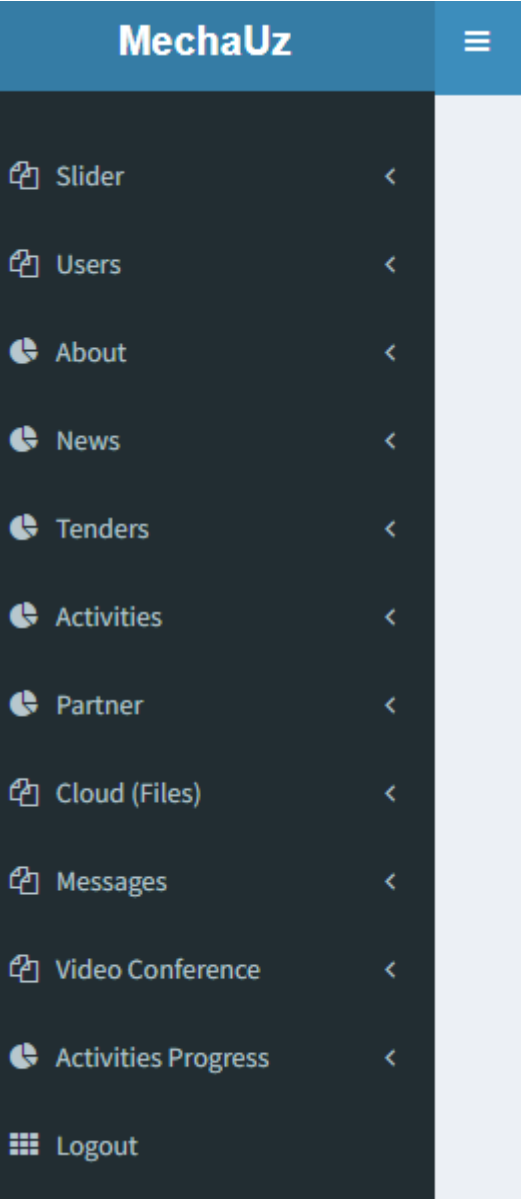 MechaUz
Slider
Users
About
News
Tenders
Activities
Partner
Cloud (Files)
Messages
Video Conference
Activities Progress
Logout